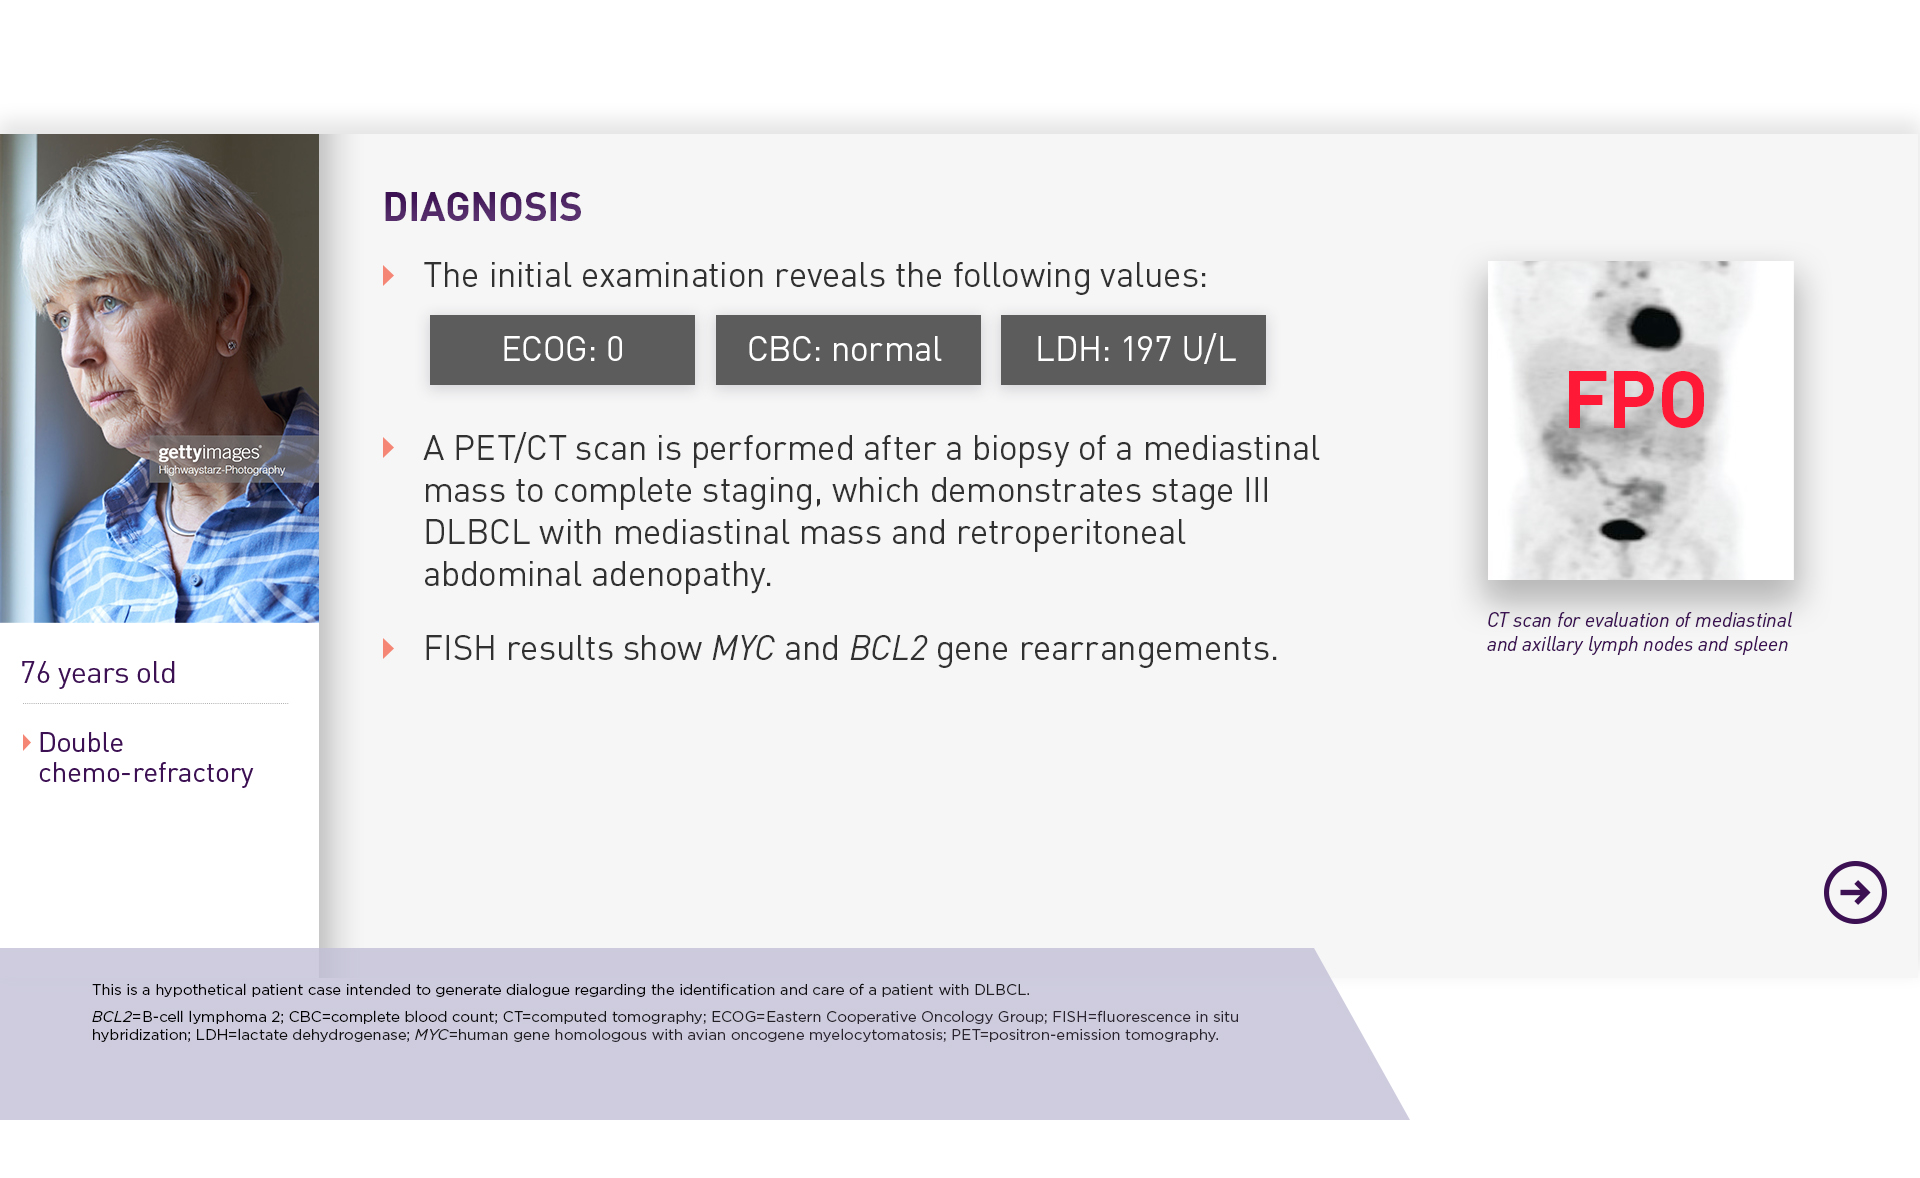 DIAGNOSIS
The initial examination reveals the following values:
ECOG: 0
CBC: normal
LDH: 197 U/L
A PET/CT scan is performed after a biopsy of a mediastinal
mass to complete staging, which demonstrates stage III
DLBCL with mediastinal mass and retroperitoneal
abdominal adenopathy.
FISH results show MYC and BCL2 gene rearrangements.
FPO
CT scan for evaluation of mediastinal
and axillary lymph nodes and spleen
gettyimages®
Highwaystarz-Photography
76 years old
Double
chemo-refractory
This is a hypothetical patient case intended to generate dialogue regarding the identification and care of a patient with DLBCL.
BCL2=B-cell lymphoma 2; CBC=complete blood count; CT=computed tomography; ECOG=Eastern Cooperative Oncology Group; FISH=fluorescence in situ
hybridization; LDH=lactate dehydrogenase; MYC=human gene homologous with avian oncogene myelocytomatosis; PET=positron-emission tomography.